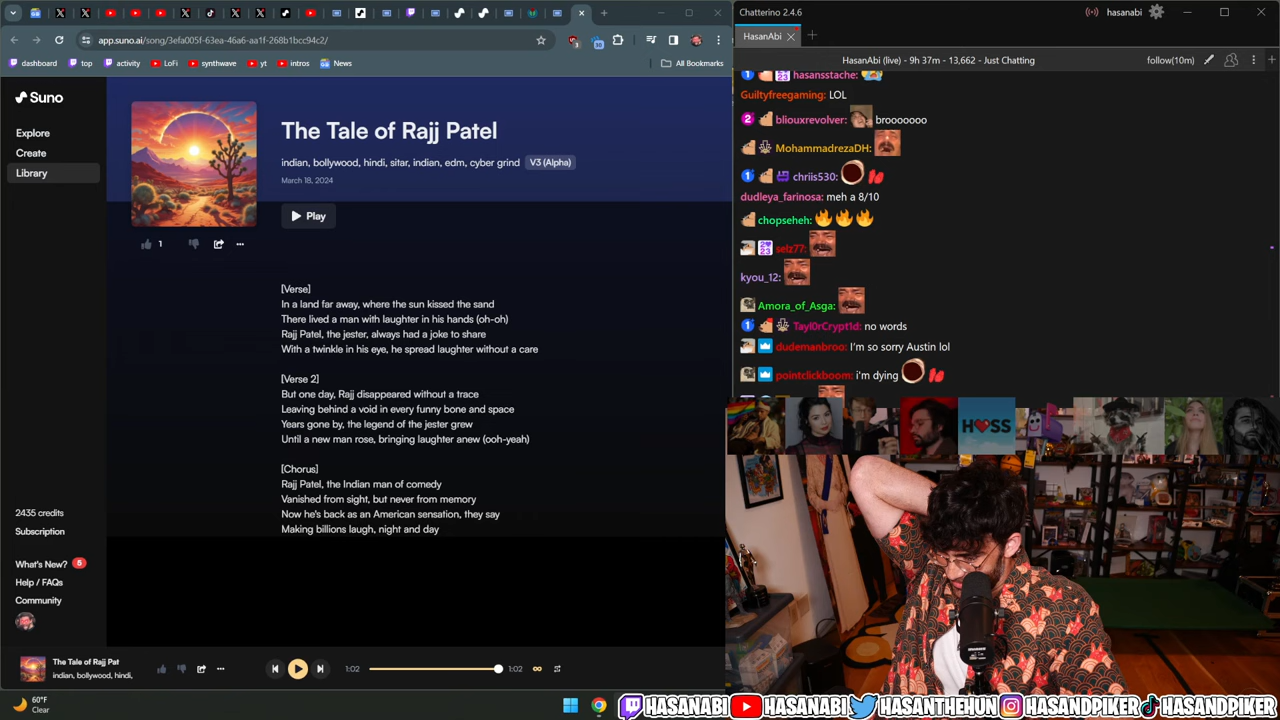 app.suno.ai/song/3efa005f-63ea-46a6-aa1f-268b1bcc94c2/
3
30
dashboard
top
activity
LoFi
synthwave
yt
intros
News
All Bookmarks
Suno
Explore
Create
Library
2435 credits
Subscription
What's New? 5
Help / FAQs
Community
The Tale of Rajj Patel
indian, bollywood, hindi, sitar, indian, edm, cyber grind V3 (Alpha)
March 18, 2024
Play
1
[Verse]
In a land far away, where the sun kissed the sand
There lived a man with laughter in his hands (oh-oh)
Rajj Patel, the jester, always had a joke to share
With a twinkle in his eye, he spread laughter without a care
[Verse 2]
But one day, Rajj disappeared without a trace
Leaving behind a void in every funny bone and space
Years gone by, the legend of the jester grew
Until a new man rose, bringing laughter anew (ooh-yeah)
[Chorus]
Rajj Patel, the Indian man of comedy
Vanished from sight, but never from memory
Now he's back as an American sensation, they say
Making billions laugh, night and day
The Tale of Rajj Pat
indian, bollywood, hindi,
1:02
1:02
60°F
Clear
Chatterino 2.4.6
hasanabi
HasanAbi
HasanAbi (live) - 9h 37m - 13,662 - Just Chatting
follow(10m)
hasansstache:
Guiltyfreegaming: LOL
bliouxrevolver: brooooooo
MohammadrezaDH:
chriis530:
dudleya_farinosa: meh a 8/10
chopseheh:
selz77:
kyou_12:
Amora_of_Asga:
Tayl0rCrypt1d: no words
dudemanbroo: I'm so sorry Austin lol
pointclickboom: i'm dying
H SS
HASANABI
HASANABI
HASANTHEHUN
HASANDPIKER
HASANDPIKER